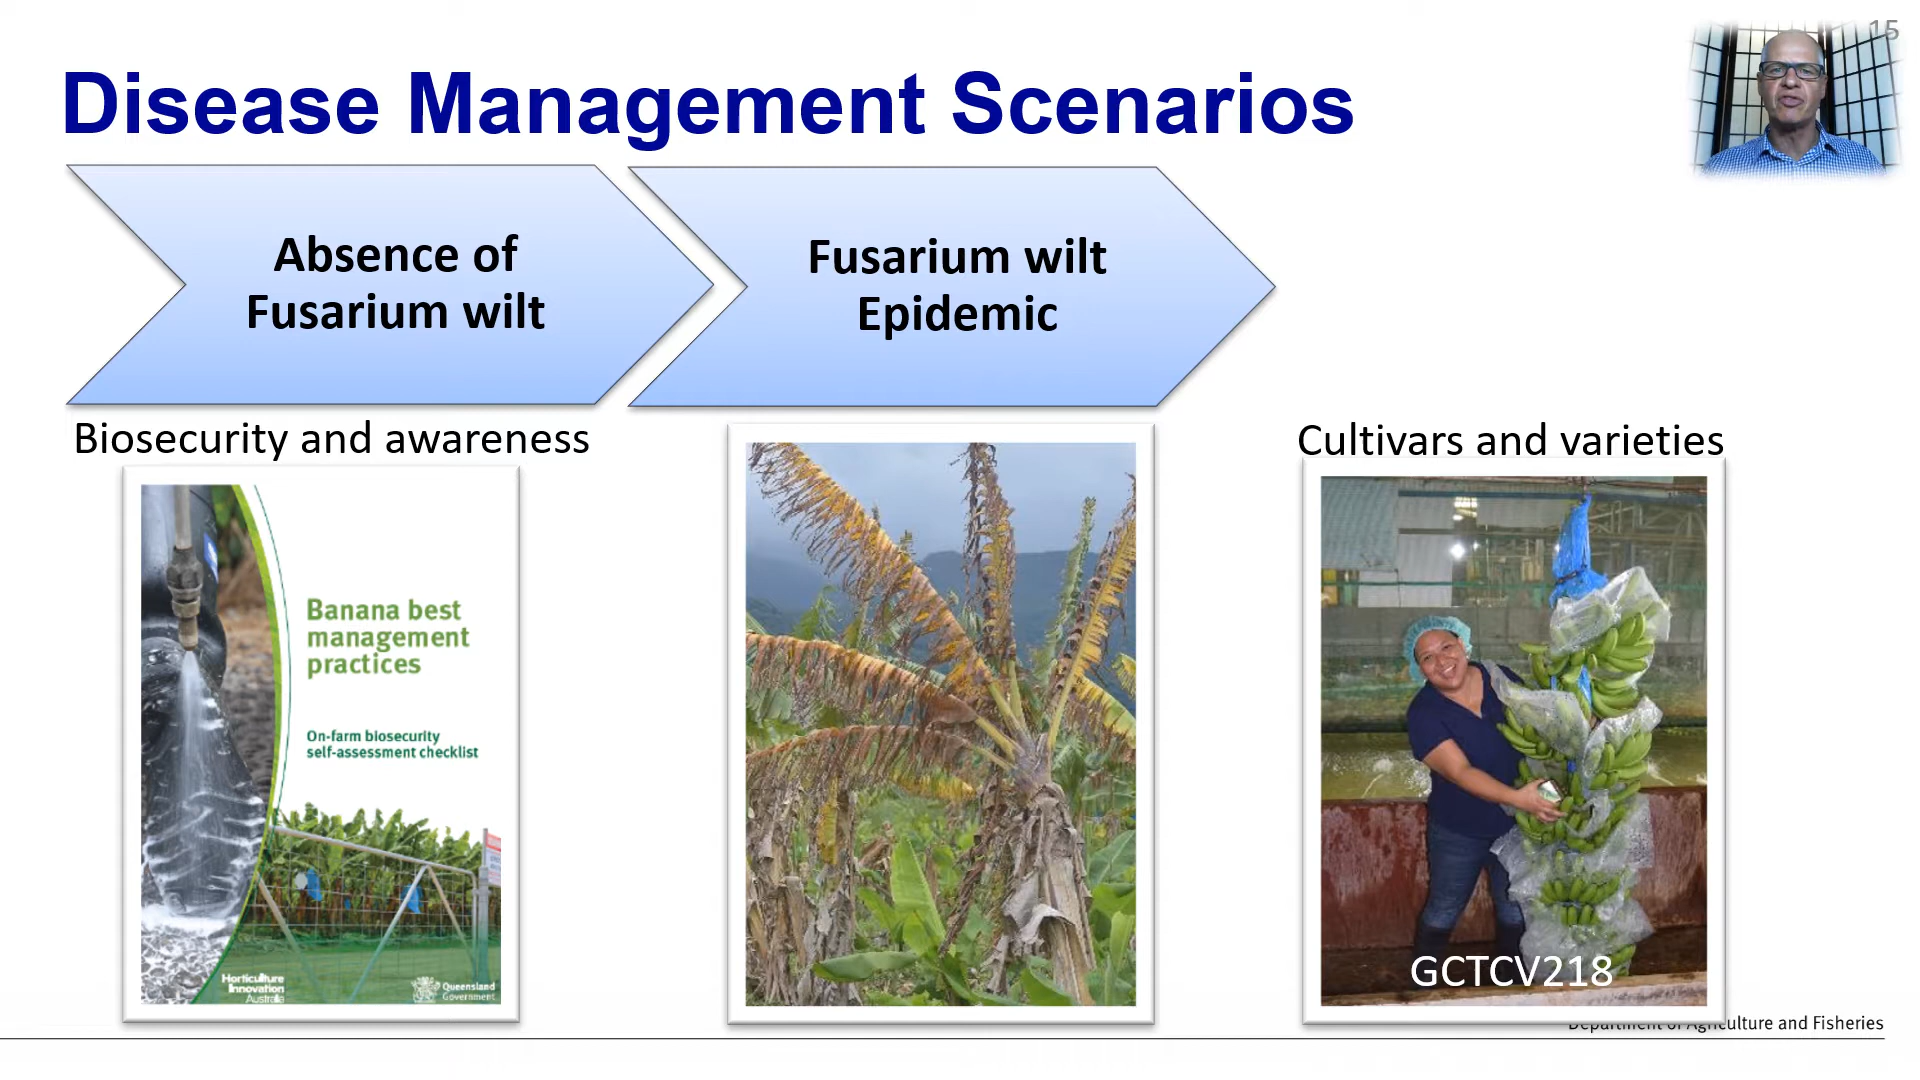 15
Disease Management Scenarios
Absence of
Fusarium wilt
Fusarium wilt
Epidemic
Biosecurity and awareness
Cultivars and varieties
Banana best
management
practices
On-farm biosecurity
self-assessment checklist
Horticulture
Innovation
Australia
Queensland
Government
GCTCV218
Department of Agriculture and Fisheries